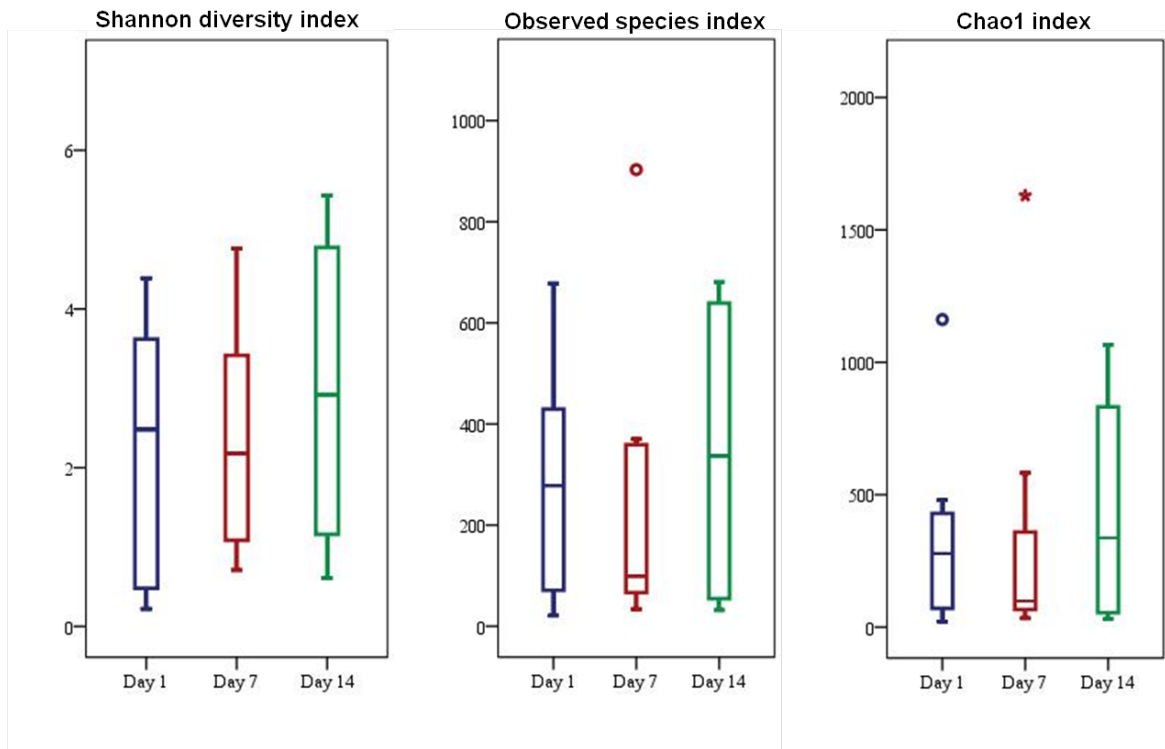 Shannon diversity index
6
4
2
0
Day 1 Day 7 Day 14
Observed species index
1000
800
600
400
200
0
Day 1 Day 7 Day 14
Chao1 index
2000
1500
1000
500
0
Day 1 Day 7 Day 14